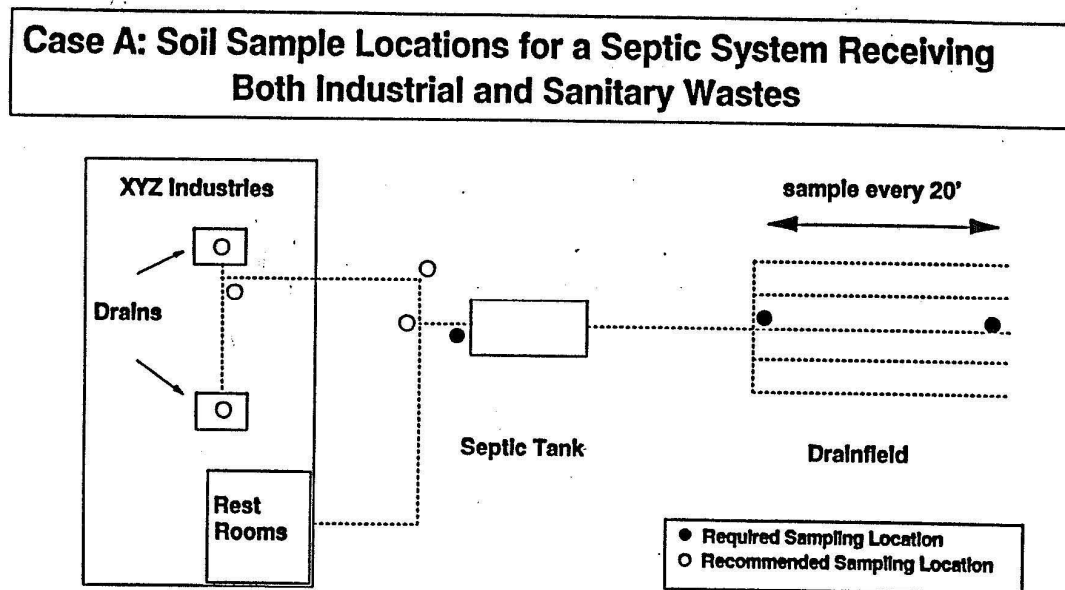 Case A: Soil Sample Locations for a Septic System Receiving
Both Industrial and Sanitary Wastes
XYZ Industries
sample every 20'
Drains
Septic Tank
Drainfield
Rest
Rooms
● Required Sampling Location
○ Recommended Sampling Location